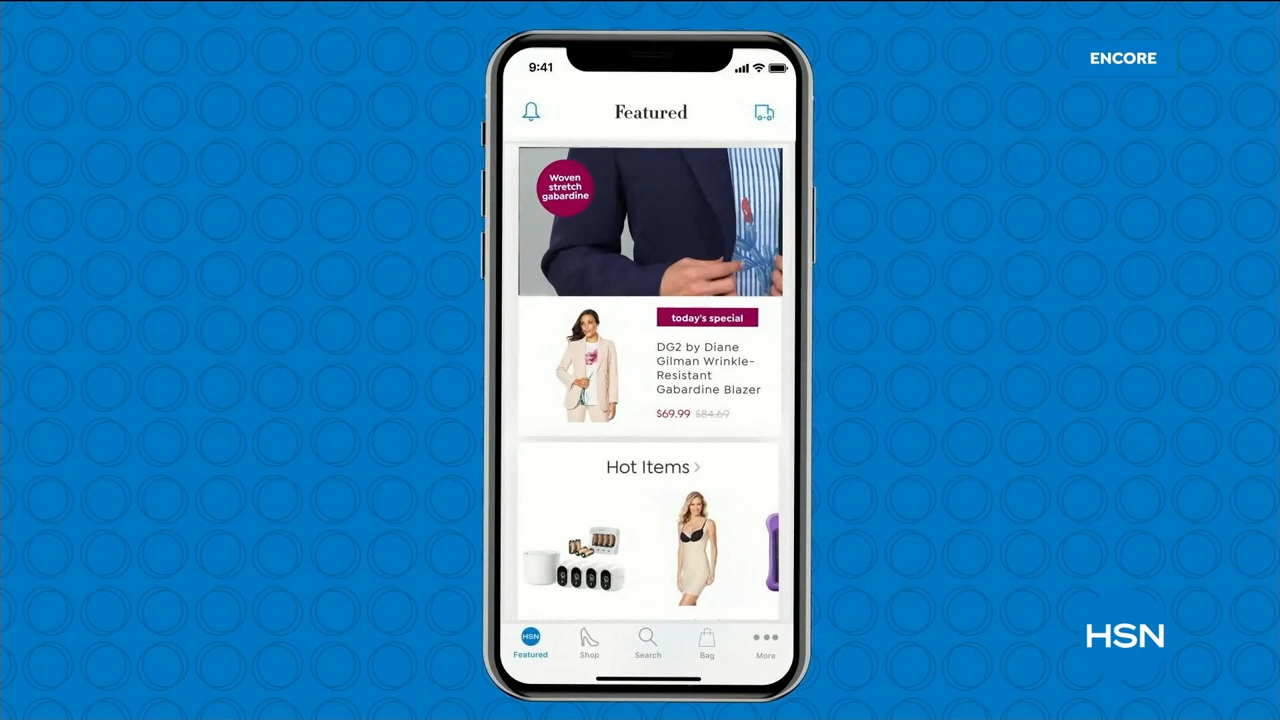 ENCORE
9:41
Featured
Woven
stretch
gabardine
today's special
DG2 by Diane
Gilman Wrinkle-
Resistant
Gabardine Blazer
$69.99 $84.69
Hot Items >
HSN
Featured
Shop
Search
Bag
More
HSN